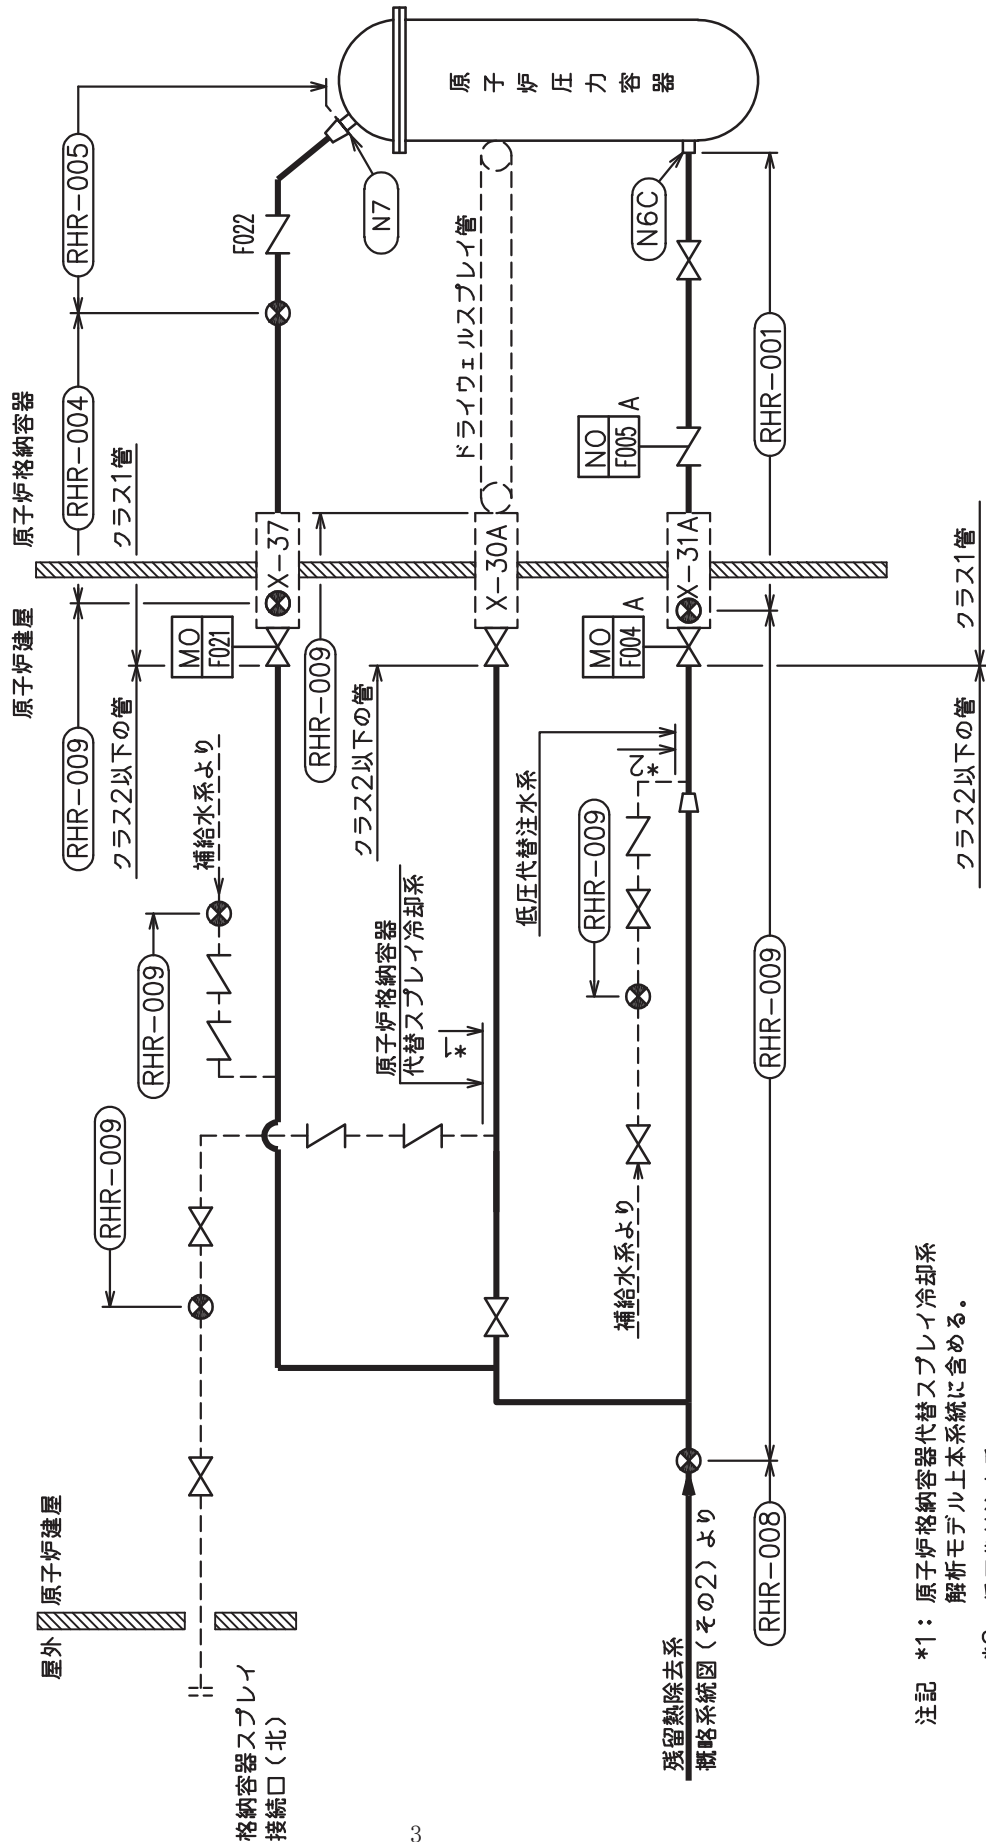 原子炉建屋
原子炉格納容器
屋外
原子炉建屋
RHR-009
RHR-004
RHR-005
クラス2以下の管
クラス1管
RHR-009
RHR-009
補給水系より
MO
F021
X-37
F022
N7
原子炉圧力容器
格納容器スプレイ
接続口(北)
RHR-009
クラス2以下の管
原子炉格納容器
代替スプレイ冷却系
*1
X-30A
ドライウェルスプレイ管
低圧代替注水系
*2
RHR-009
補給水系より
MO
F004
A
X-31A
NO
F005
A
N6C
残留熱除去系
概略系統図(その2)より
RHR-008
RHR-009
RHR-001
クラス2以下の管
クラス1管
注記 *1:原子炉格納容器代替スプレイ冷却系
解析モデル上本系統に含める。
3